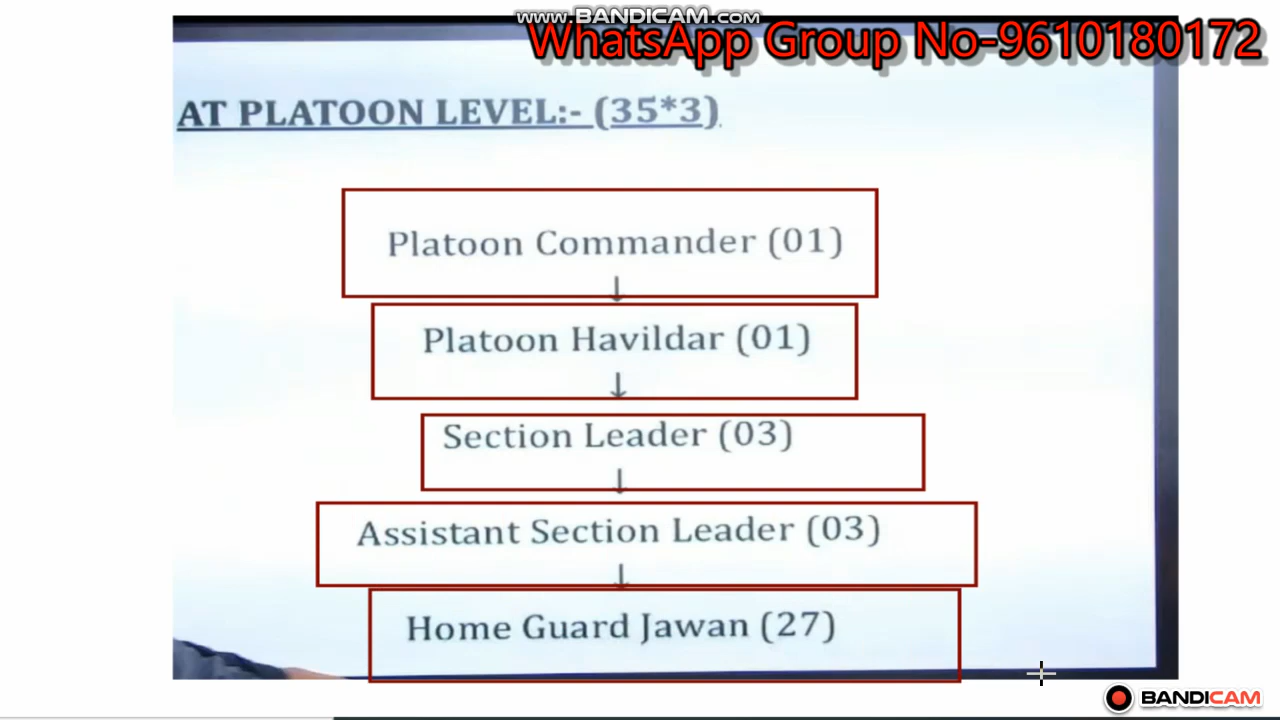 www.BANDICAM.com
WhatsApp Group No-9610180172
AT PLATOON LEVEL:- (35*3)
Platoon Commander (01)
↓
Platoon Havildar (01)
↓
Section Leader (03)
↓
Assistant Section Leader (03)
↓
Home Guard Jawan (27)
BANDICAM